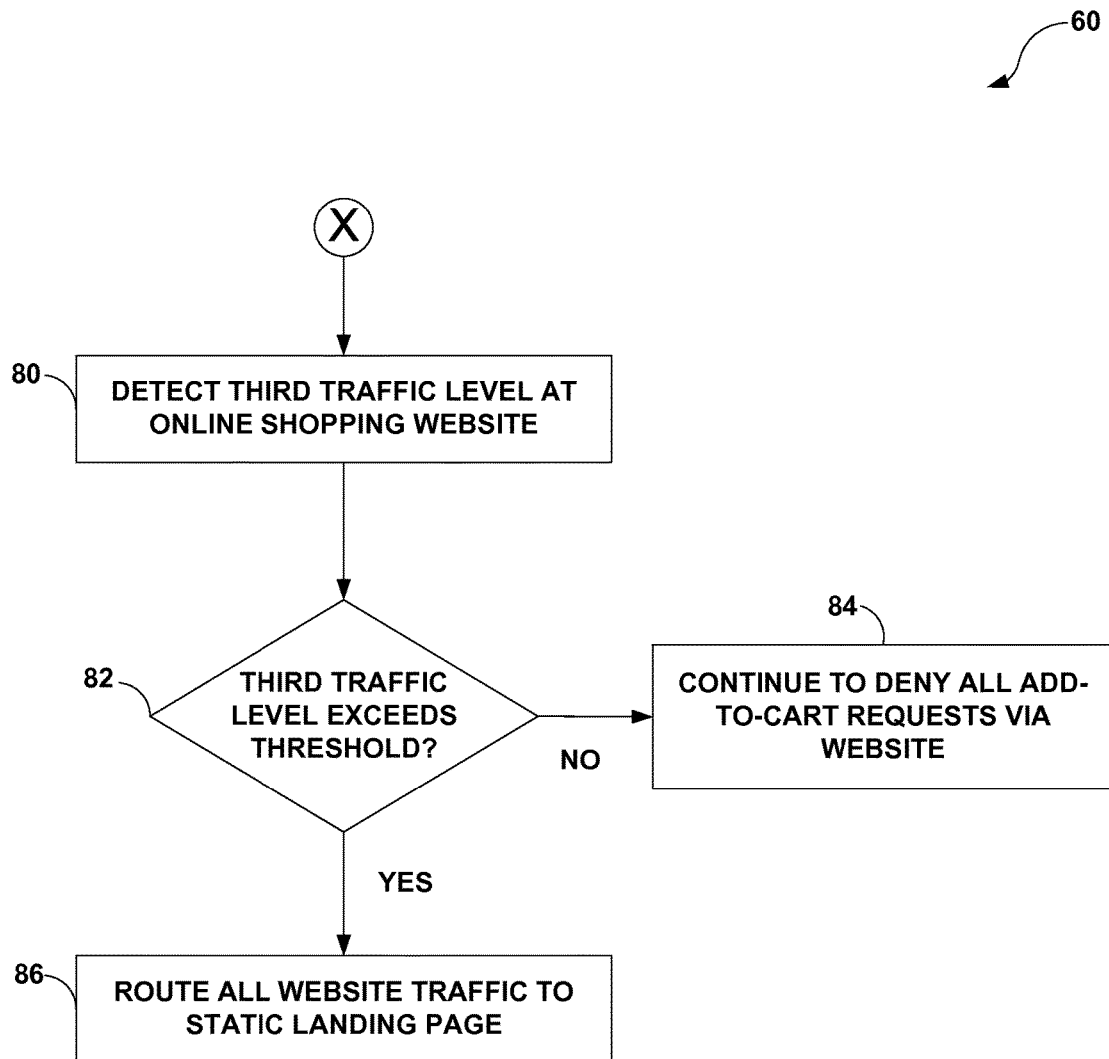 60
X
80
DETECT THIRD TRAFFIC LEVEL AT
ONLINE SHOPPING WEBSITE
82
THIRD TRAFFIC
LEVEL EXCEEDS
THRESHOLD?
NO
84
CONTINUE TO DENY ALL ADD-
TO-CART REQUESTS VIA
WEBSITE
YES
86
ROUTE ALL WEBSITE TRAFFIC TO
STATIC LANDING PAGE